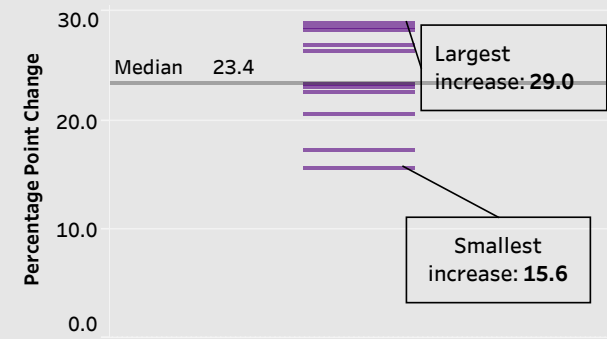 Percentage Point Change
30.0
20.0
10.0
0.0
Median 23.4
Largest
increase: 29.0
Smallest
increase: 15.6